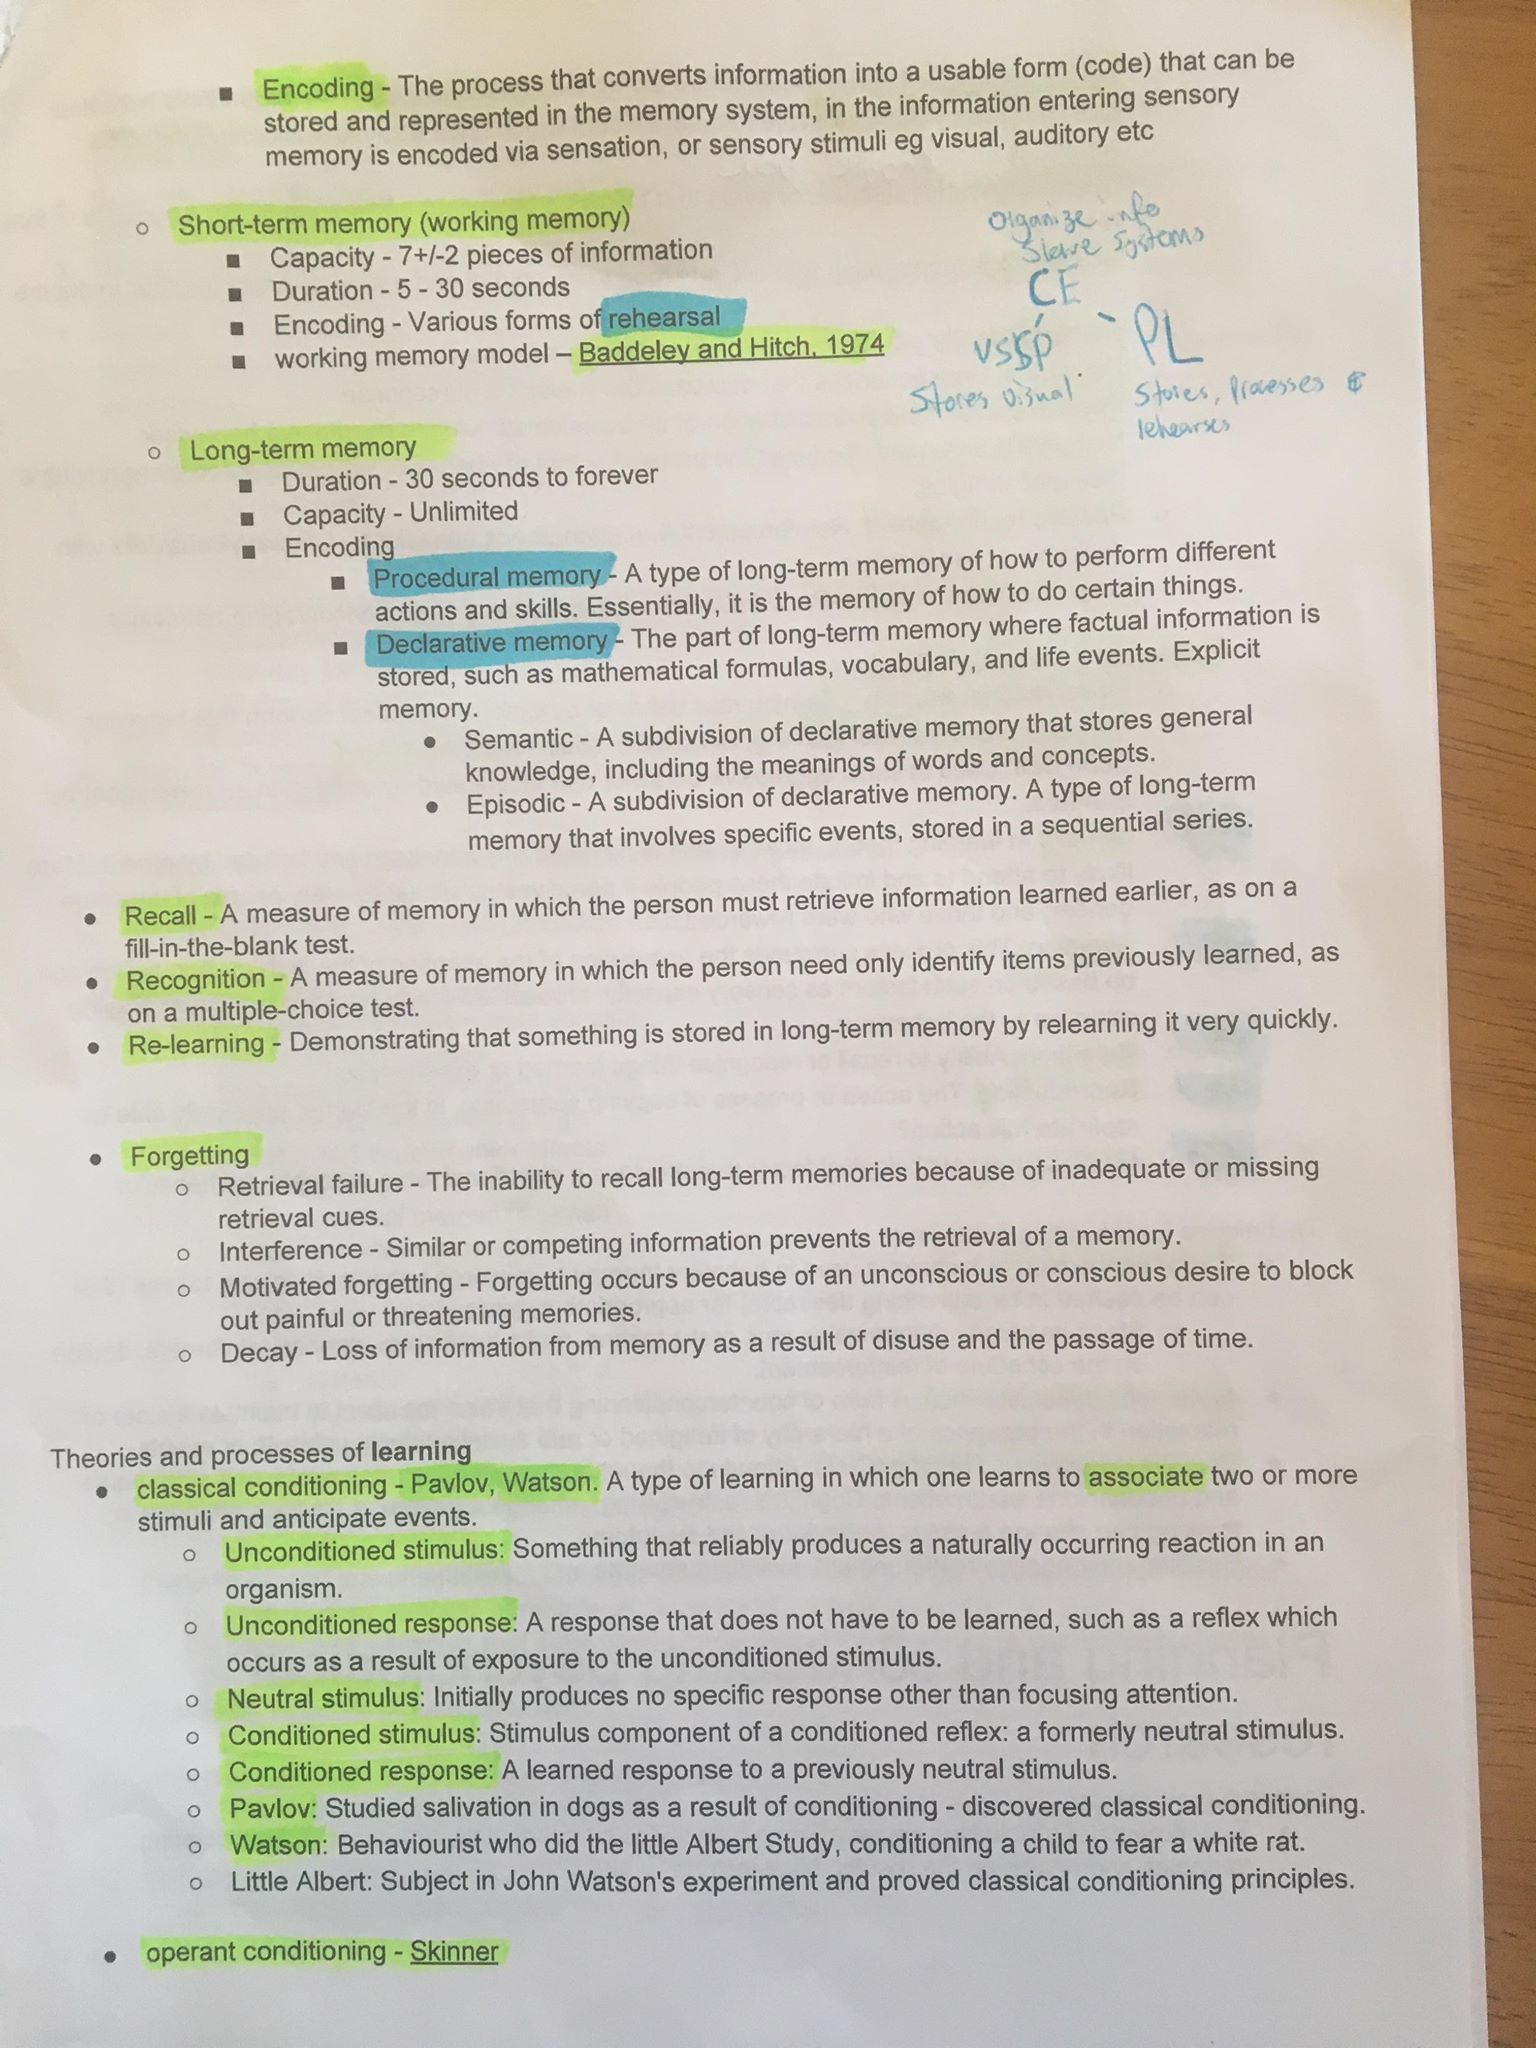 ■ Encoding - The process that converts information into a usable form (code) that can be
stored and represented in the memory system, in the information entering sensory
memory is encoded via sensation, or sensory stimuli eg visual, auditory etc
○ Short-term memory (working memory)
■ Capacity - 7+/-2 pieces of information
■ Duration - 5 - 30 seconds
■ Encoding - Various forms of rehearsal
■ working memory model – Baddeley and Hitch, 1974
Organize info
Slave Systems
CE
VSSP
Stores visual
PL
Stores, processes &
rehearses
○ Long-term memory
■ Duration - 30 seconds to forever
■ Capacity - Unlimited
■ Encoding
■ Procedural memory - A type of long-term memory of how to perform different
actions and skills. Essentially, it is the memory of how to do certain things.
■ Declarative memory - The part of long-term memory where factual information is
stored, such as mathematical formulas, vocabulary, and life events. Explicit
memory.
● Semantic - A subdivision of declarative memory that stores general
knowledge, including the meanings of words and concepts.
● Episodic - A subdivision of declarative memory. A type of long-term
memory that involves specific events, stored in a sequential series.
● Recall - A measure of memory in which the person must retrieve information learned earlier, as on a
fill-in-the-blank test.
● Recognition - A measure of memory in which the person need only identify items previously learned, as
on a multiple-choice test.
● Re-learning - Demonstrating that something is stored in long-term memory by relearning it very quickly.
● Forgetting
○ Retrieval failure - The inability to recall long-term memories because of inadequate or missing
retrieval cues.
○ Interference - Similar or competing information prevents the retrieval of a memory.
○ Motivated forgetting - Forgetting occurs because of an unconscious or conscious desire to block
out painful or threatening memories.
○ Decay - Loss of information from memory as a result of disuse and the passage of time.
Theories and processes of learning
● classical conditioning - Pavlov, Watson. A type of learning in which one learns to associate two or more
stimuli and anticipate events.
○ Unconditioned stimulus: Something that reliably produces a naturally occurring reaction in an
organism.
○ Unconditioned response: A response that does not have to be learned, such as a reflex which
occurs as a result of exposure to the unconditioned stimulus.
○ Neutral stimulus: Initially produces no specific response other than focusing attention.
○ Conditioned stimulus: Stimulus component of a conditioned reflex: a formerly neutral stimulus.
○ Conditioned response: A learned response to a previously neutral stimulus.
○ Pavlov: Studied salivation in dogs as a result of conditioning - discovered classical conditioning.
○ Watson: Behaviourist who did the little Albert Study, conditioning a child to fear a white rat.
○ Little Albert: Subject in John Watson's experiment and proved classical conditioning principles.
● operant conditioning - Skinner